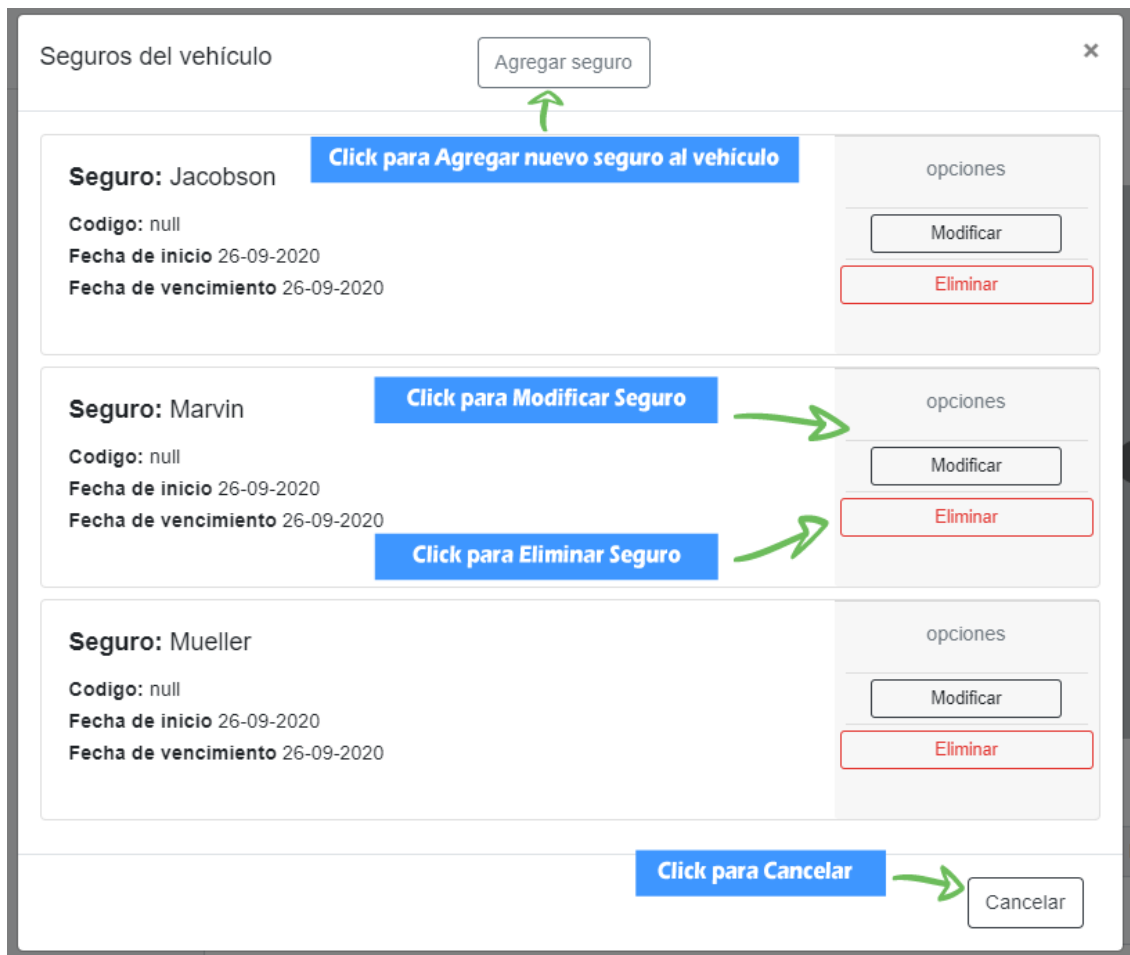 Seguros del vehículo
Agregar seguro
×
Click para Agregar nuevo seguro al vehículo
Seguro: Jacobson
opciones
Codigo: null
Modificar
Fecha de inicio 26-09-2020
Fecha de vencimiento 26-09-2020
Eliminar
Click para Modificar Seguro
Seguro: Marvin
opciones
Codigo: null
Modificar
Fecha de inicio 26-09-2020
Fecha de vencimiento 26-09-2020
Eliminar
Click para Eliminar Seguro
Seguro: Mueller
opciones
Codigo: null
Modificar
Fecha de inicio 26-09-2020
Fecha de vencimiento 26-09-2020
Eliminar
Click para Cancelar
Cancelar